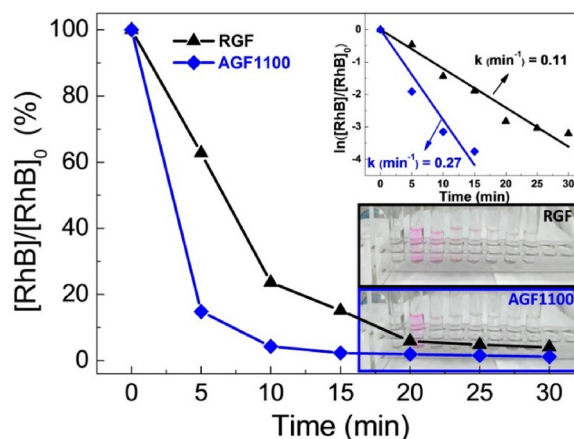 [RhB]/[RhB]₀ (%)
100
80
60
40
20
0
0 5 10 15 20 25 30
Time (min)
RGF
AGF1100
ln([RhB]/[RhB]₀)
0
-1
-2
-3
-4
k (min⁻¹) = 0.11
k (min⁻¹) = 0.27
0 5 10 15 20 25 30
Time (min)
RGF
AGF1100